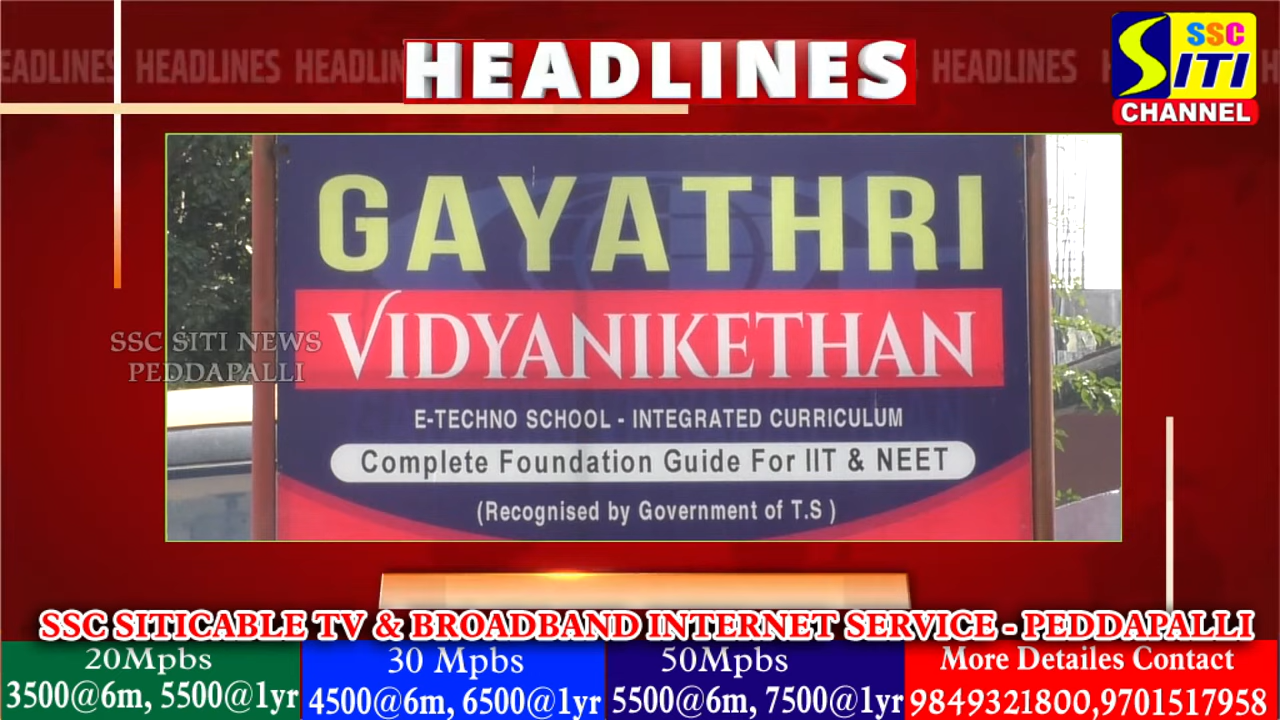 EADLINES HEADLINES HEADLIN HEADLINES HEADLINES H
SSC
SITI
CHANNEL
GAYATHRI
VIDYANIKETHAN
E-TECHNO SCHOOL - INTEGRATED CURRICULUM
Complete Foundation Guide For IIT & NEET
(Recognised by Government of T.S )
SSC SITI NEWS
PEDDAPALLI
SSC SITICABLE TV & BROADBAND INTERNET SERVICE - PEDDAPALLI
20Mpbs
3500@6m, 5500@1yr
30 Mpbs
4500@6m, 6500@1yr
50Mpbs
5500@6m, 7500@1yr
More Detailes Contact
9849321800,9701517958